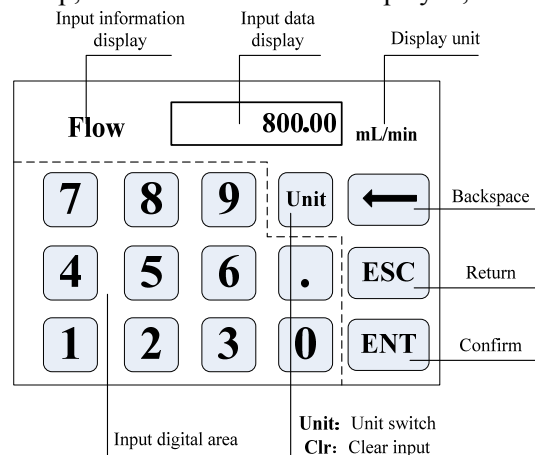 Input information
display
Input data
display
Display unit
Flow
800.00
mL/min
7
8
9
Unit
Backspace
4
5
6
.
ESC
Return
1
2
3
0
ENT
Confirm
Input digital area
Unit: Unit switch
Clr: Clear input